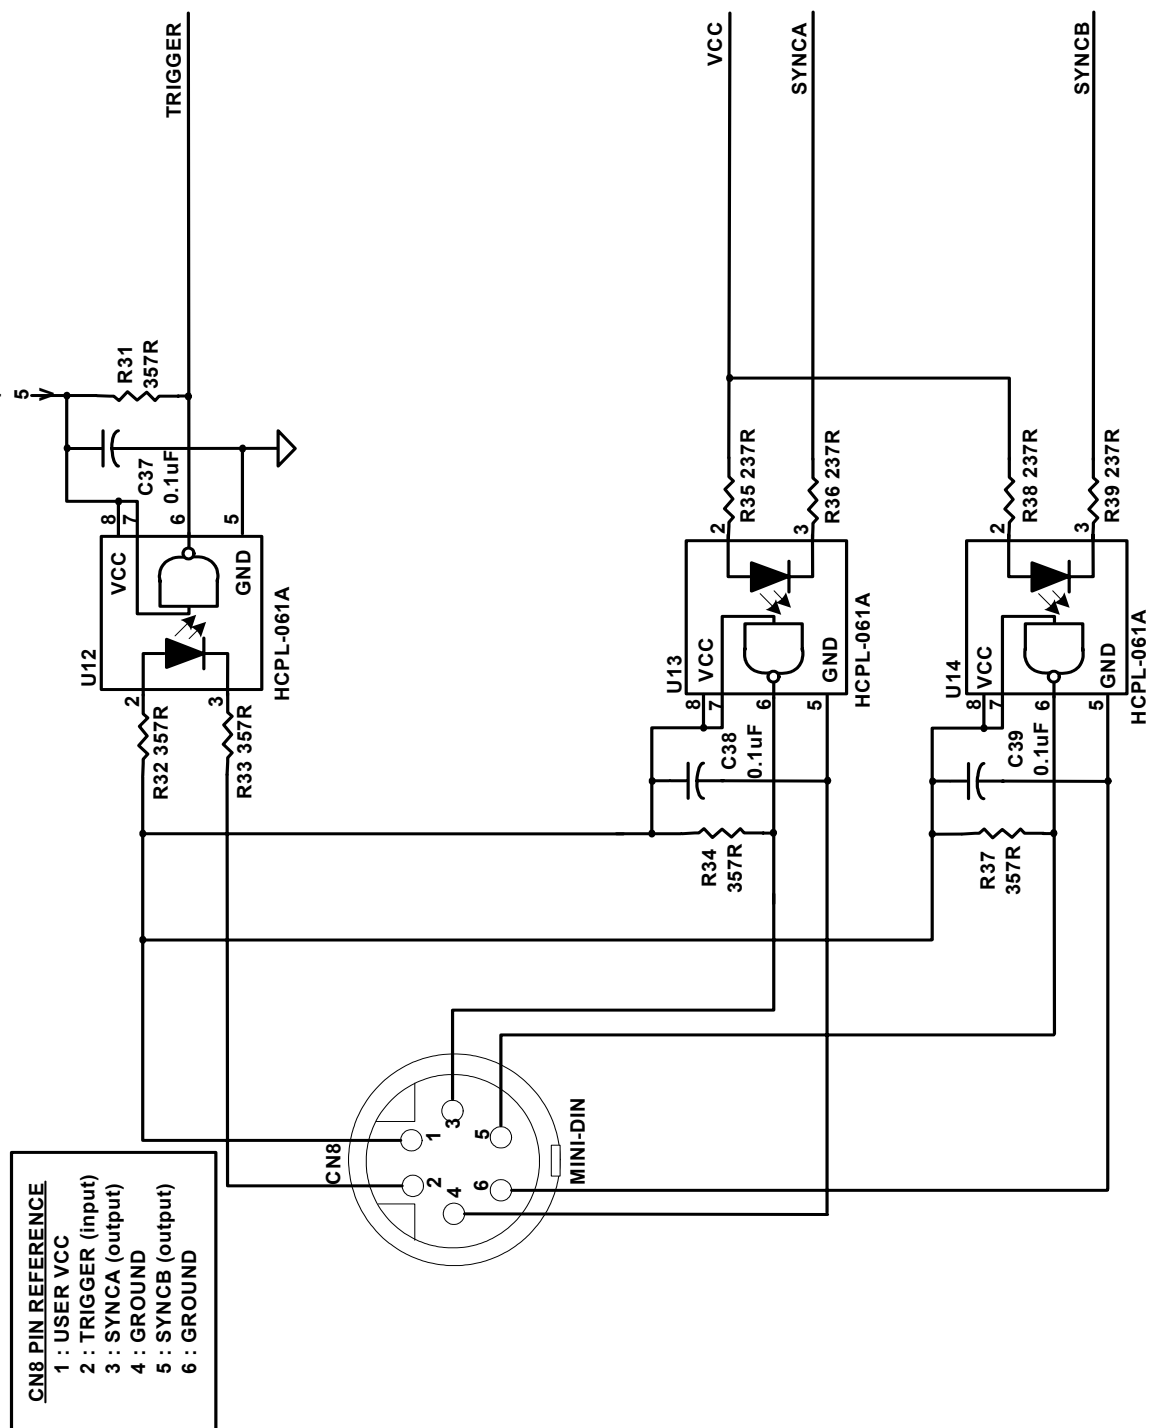 CN8 PIN REFERENCE
1 : USER VCC
2 : TRIGGER (input)
3 : SYNCA (output)
4 : GROUND
5 : SYNCB (output)
6 : GROUND
CN8
1
2
3
4
5
6
MINI-DIN
R32 357R
R33 357R
2
3
U12
VCC
GND
HCPL-061A
8
7
6
5
C37
0.1uF
R31
357R
5
TRIGGER
R34
357R
C38
0.1uF
8
7
6
5
U13
VCC
GND
HCPL-061A
2
3
R35 237R
R36 237R
VCC
SYNCA
R37
357R
C39
0.1uF
8
7
6
5
U14
VCC
GND
HCPL-061A
2
3
R38 237R
R39 237R
SYNCB